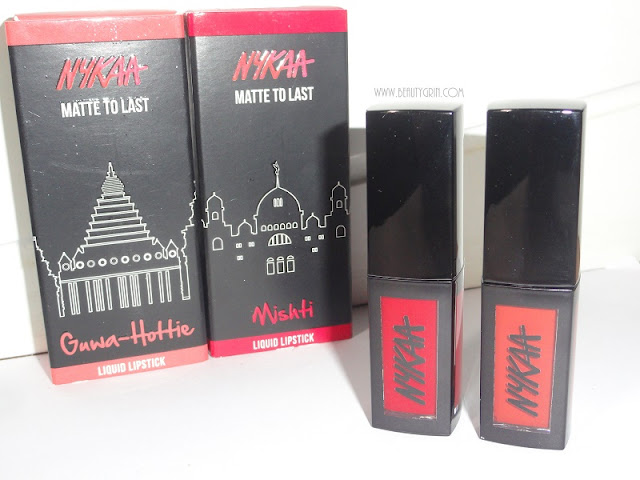 NYKAA
MATTE TO LAST
Guwa-Hottie
LIQUID LIPSTICK
NYKAA
MATTE TO LAST
Mishti
LIQUID LIPSTICK
WWW.BEAUTYGRIN.COM
NYKAA
NYKAA